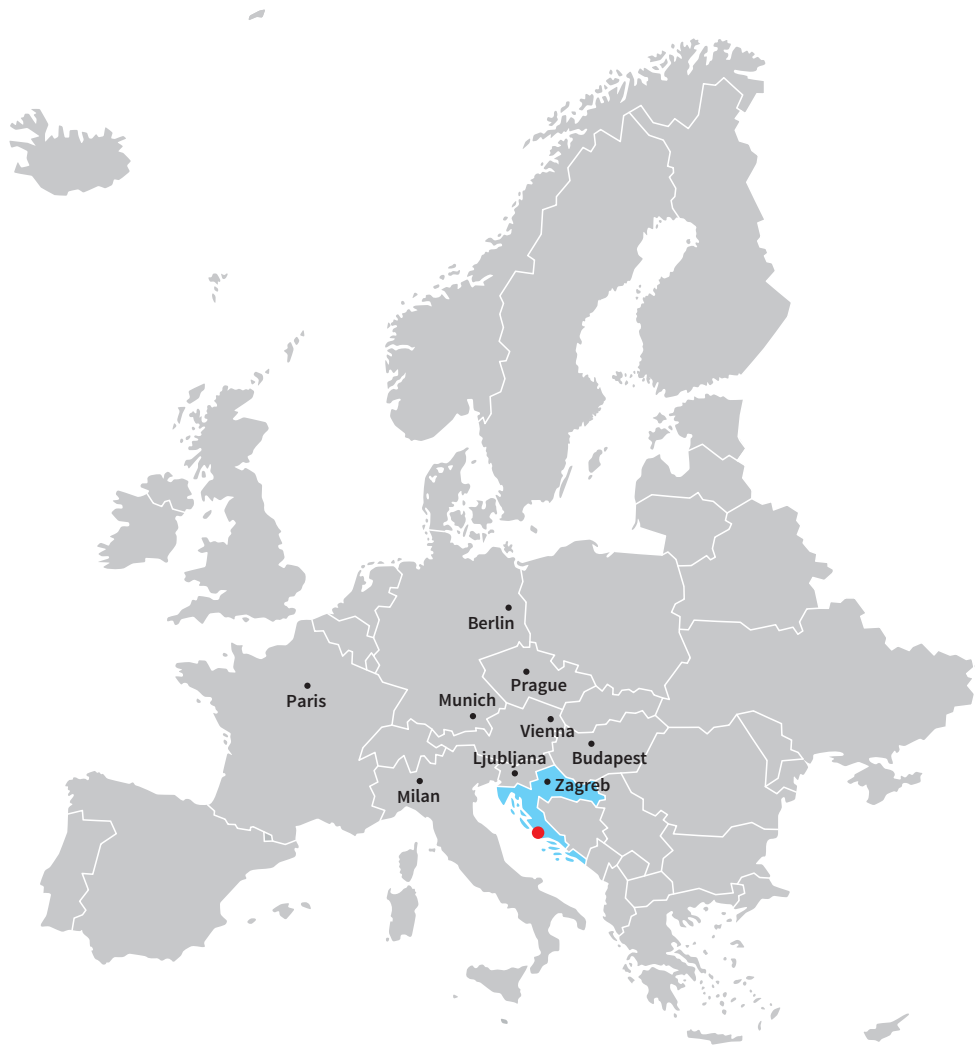 Berlin
Prague
Paris
Munich
Vienna
Ljubljana
Budapest
Zagreb
Milan